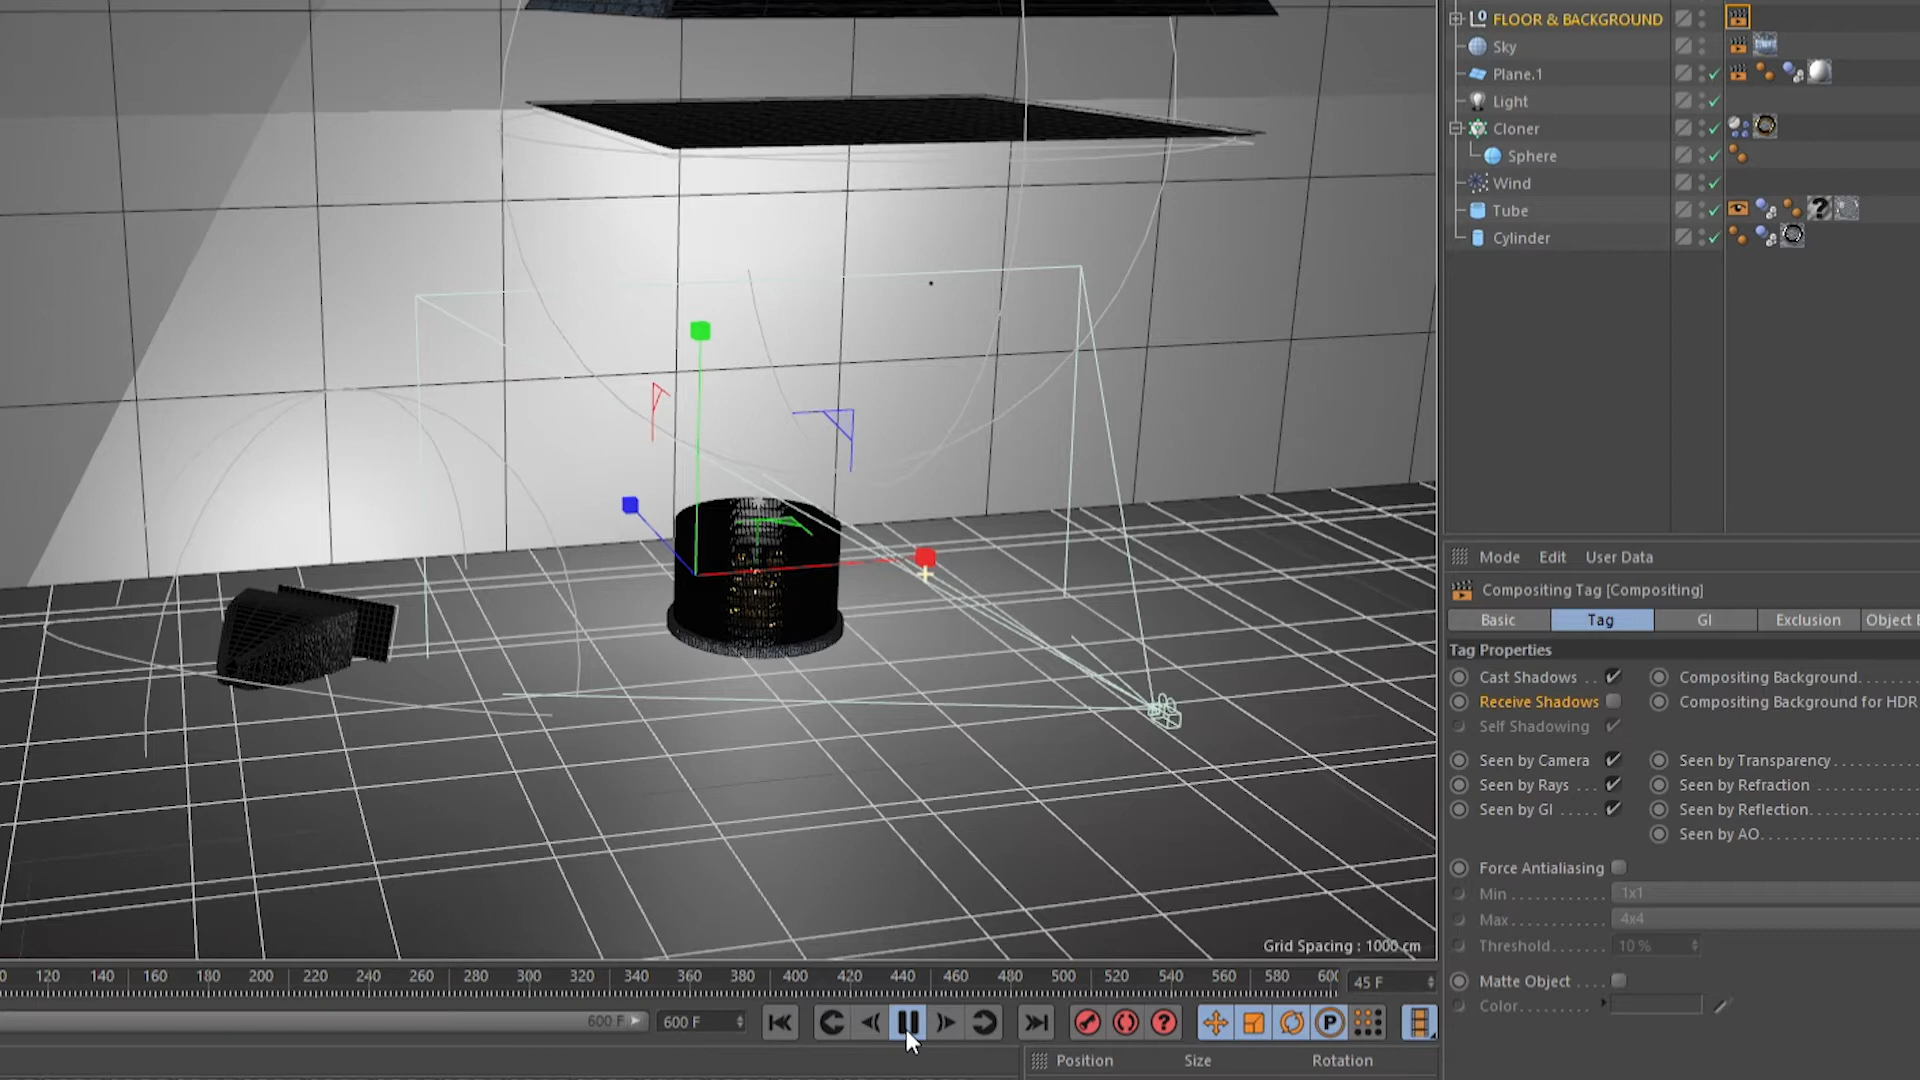 FLOOR & BACKGROUND
Sky
Plane.1
Light
Cloner
Sphere
Wind
Tube
?
Cylinder
Mode Edit User Data
Compositing Tag [Compositing]
Basic Tag GI Exclusion Object
Tag Properties
Cast Shadows . . Compositing Background.
Receive Shadows Compositing Background for HDR
Self Shadowing
Seen by Camera Seen by Transparency
Seen by Rays . . . Seen by Refraction
Seen by GI . . . . . Seen by Reflection.
Seen by AO.
Force Antialiasing
Min 1x1
Max 4x4
Threshold 10 %
Matte Object
Color
Grid Spacing : 1000 cm
120 140 160 180 200 220 240 260 280 300 320 340 360 380 400 420 440 460 480 500 520 540 560 580 45 F
600 F 600 F ? P
Position Size Rotation